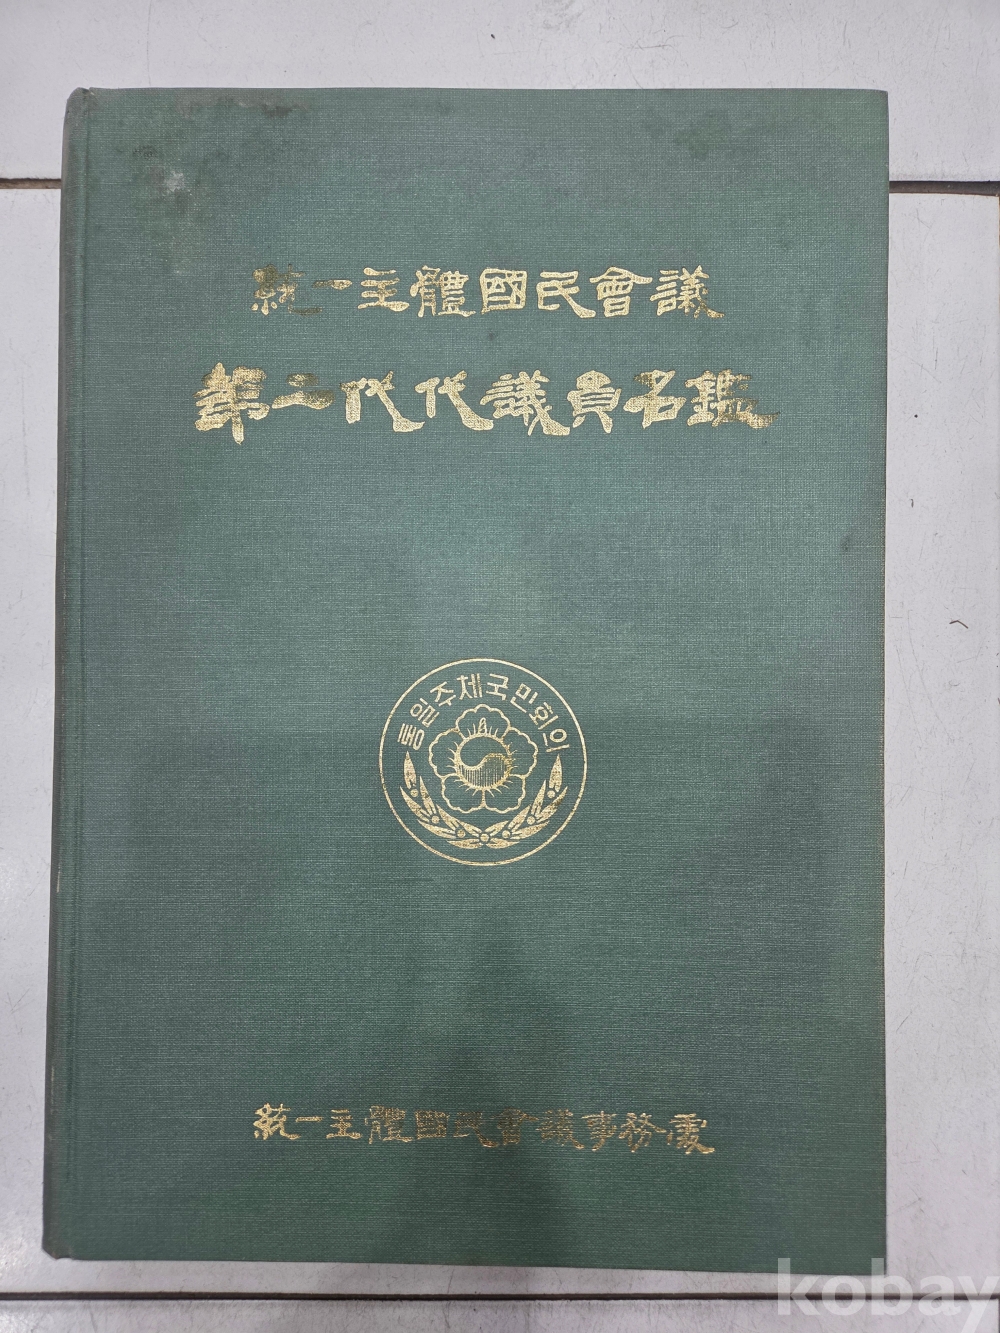 統一主體國民會議
第二代代議員名鑑
통일주체국민회의
統一主體國民會議事務處
kobay